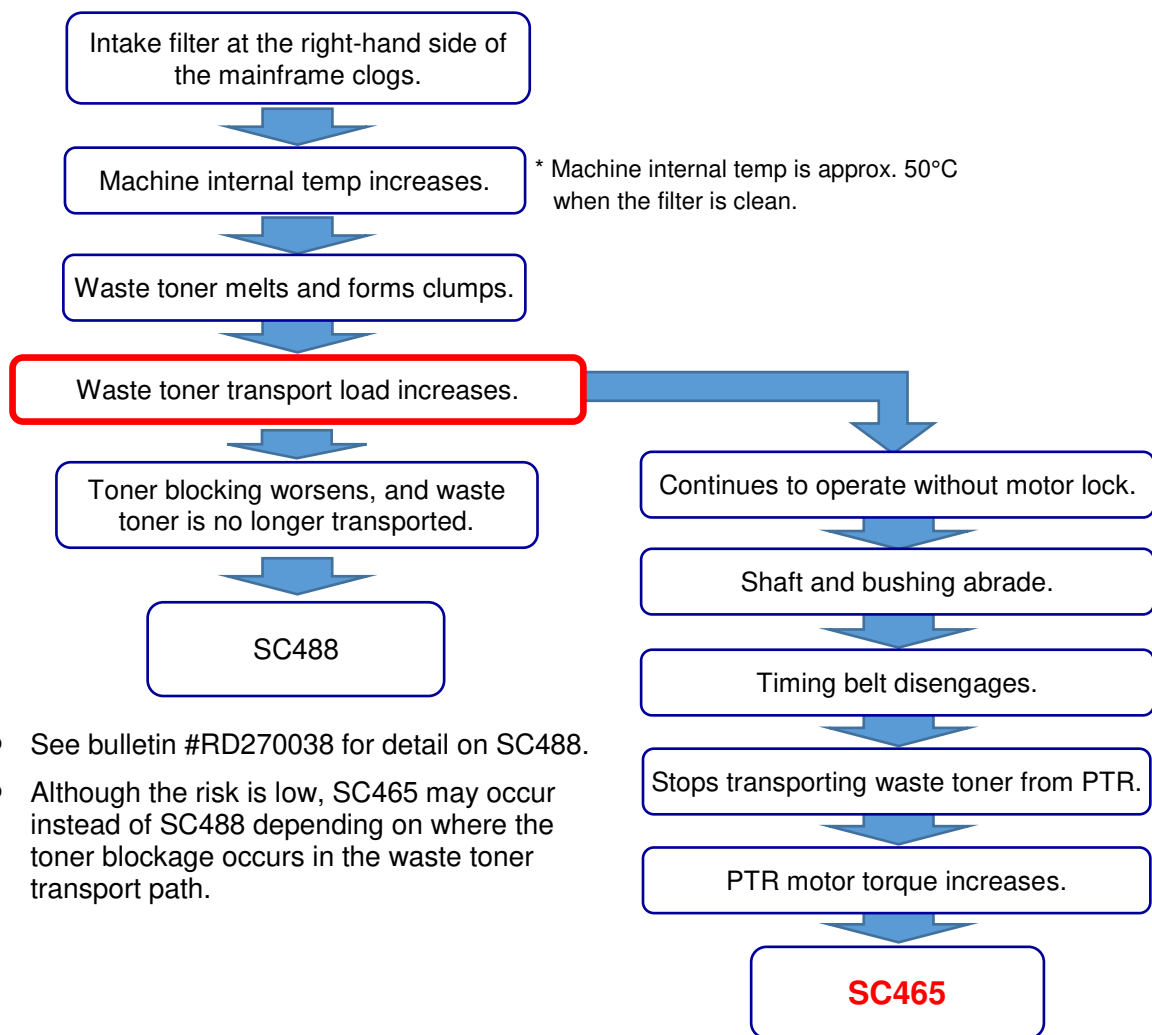 Intake filter at the right-hand side of
the mainframe clogs.
Machine internal temp increases.
* Machine internal temp is approx. 50°C
when the filter is clean.
Waste toner melts and forms clumps.
Waste toner transport load increases.
Toner blocking worsens, and waste
toner is no longer transported.
SC488
See bulletin #RD270038 for detail on SC488.
Although the risk is low, SC465 may occur
instead of SC488 depending on where the
toner blockage occurs in the waste toner
transport path.
Continues to operate without motor lock.
Shaft and bushing abrade.
Timing belt disengages.
Stops transporting waste toner from PTR.
PTR motor torque increases.
SC465